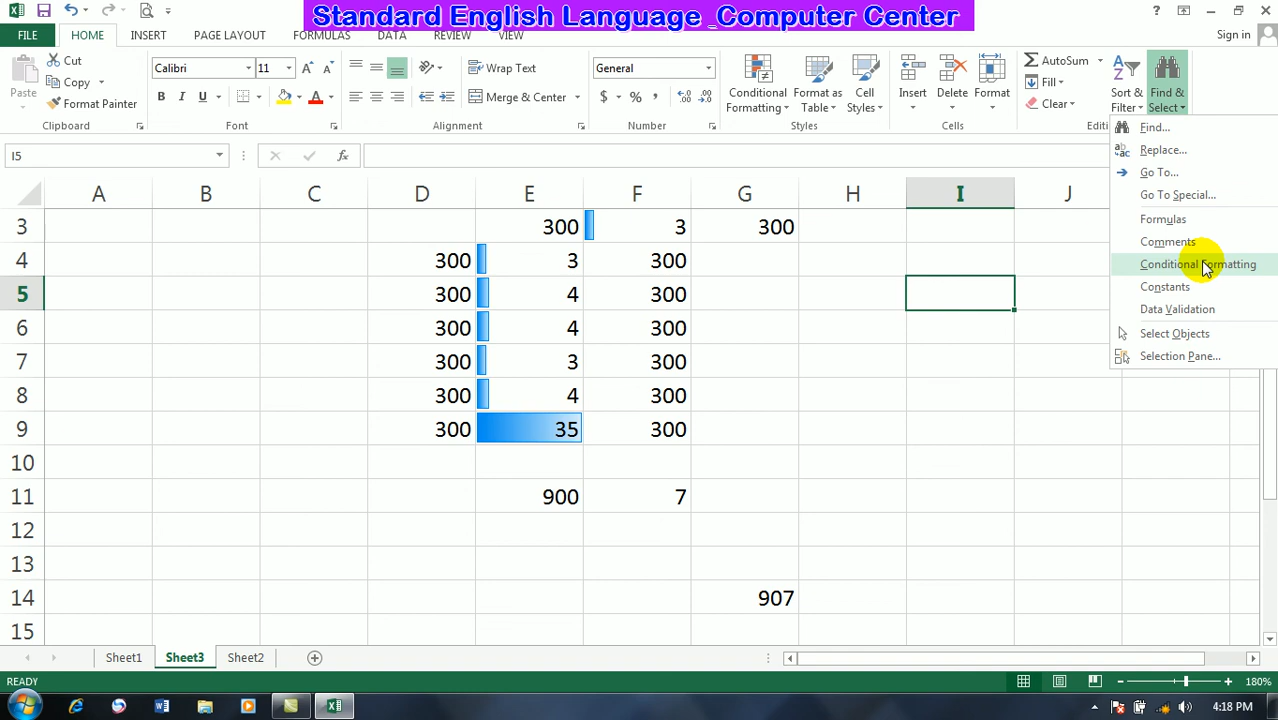 Standard English Language _Computer Center
FILE HOME INSERT PAGE LAYOUT FORMULAS DATA REVIEW VIEW Sign in
Paste Cut Copy Format Painter
Calibri 11
B I U A
Wrap Text
Merge & Center
General
$ % ,
Conditional Formatting
Format as Table
Cell Styles
Insert Delete Format
AutoSum
Fill
Clear
Sort & Filter
Find & Select
Clipboard Font Alignment Number Styles Cells Editi
Find...
Replace...
Go To...
Go To Special...
Formulas
Comments
Conditional Formatting
Constants
Data Validation
Select Objects
Selection Pane...
I5 fx
A B C D E F G H I J
3 300 3 300
4 300 3 300
5 300 4 300
6 300 4 300
7 300 3 300
8 300 4 300
9 300 35 300
10
11 900 7
12
13
14 907
15
Sheet1 Sheet3 Sheet2
READY 180%
4:18 PM